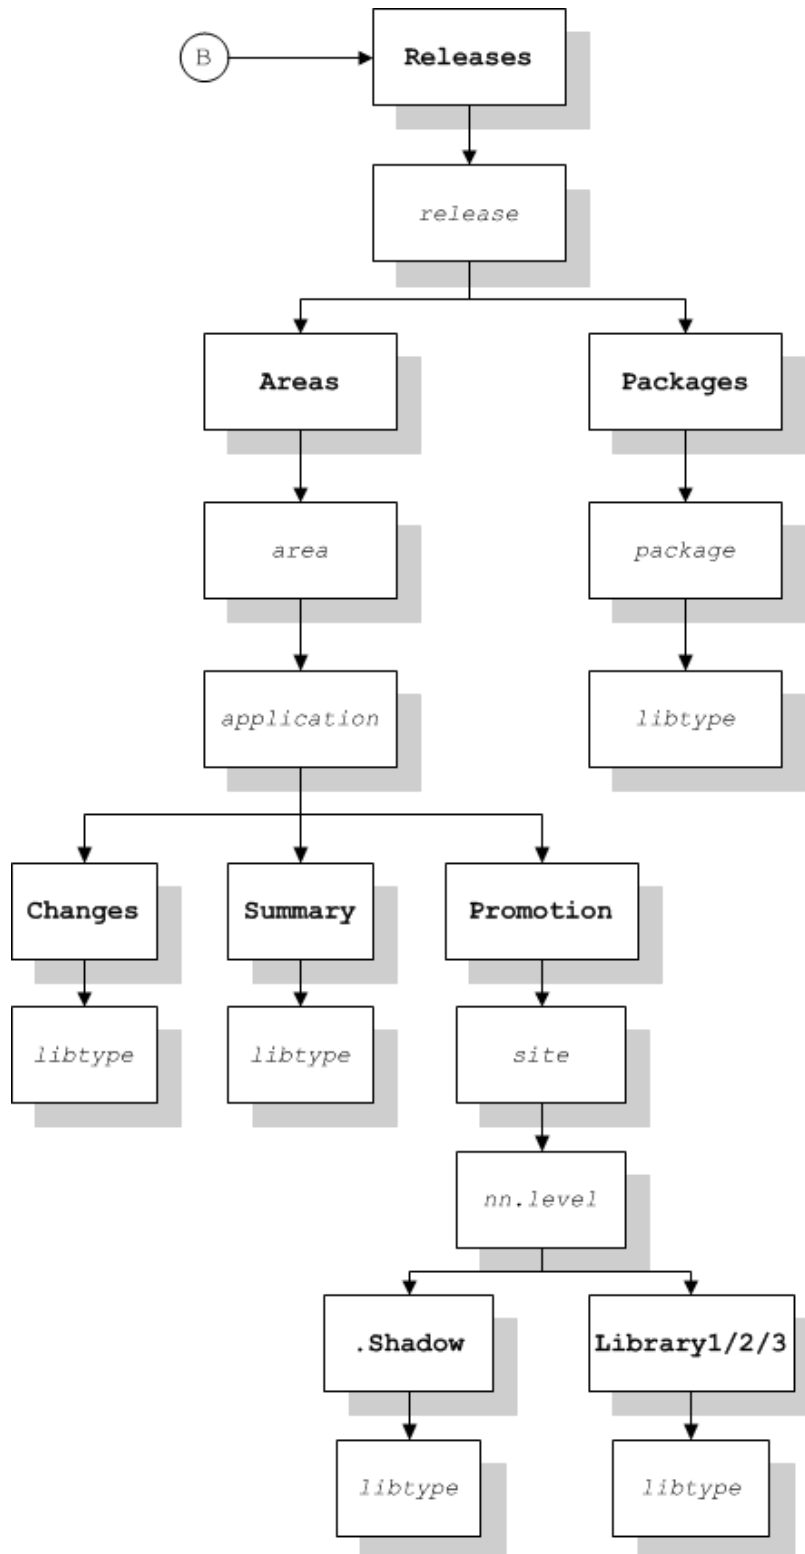 B
Releases
release
Areas
Packages
area
package
application
libtype
Changes
Summary
Promotion
libtype
libtype
site
nn.level
.Shadow
Library1/2/3
libtype
libtype